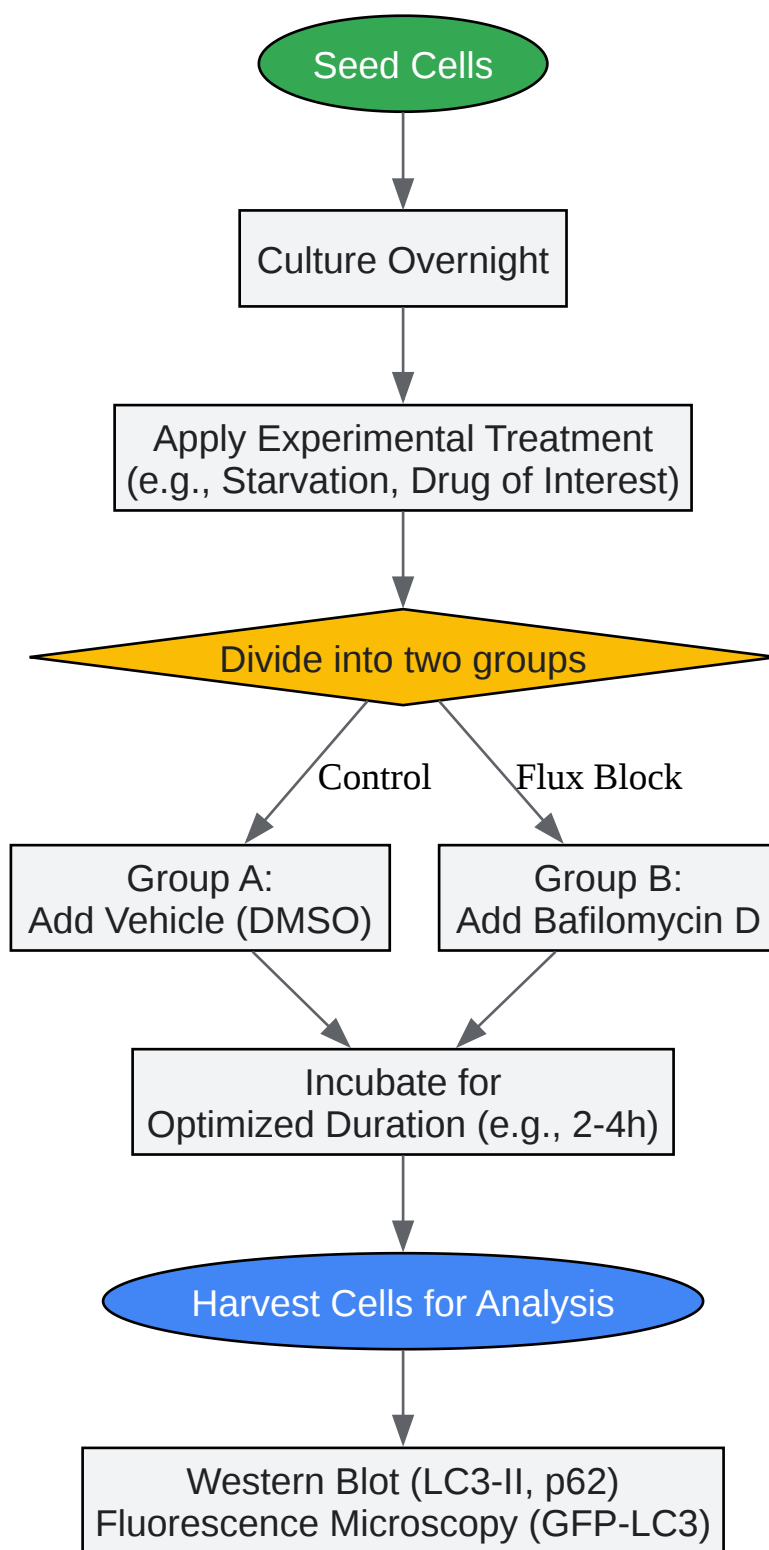 Seed Cells
Culture Overnight
Apply Experimental Treatment
(e.g., Starvation, Drug of Interest)
Divide into two groups
Control
Flux Block
Group A:
Add Vehicle (DMSO)
Group B:
Add Bafilomycin D
Incubate for
Optimized Duration (e.g., 2-4h)
Harvest Cells for Analysis
Western Blot (LC3-II, p62)
Fluorescence Microscopy (GFP-LC3)